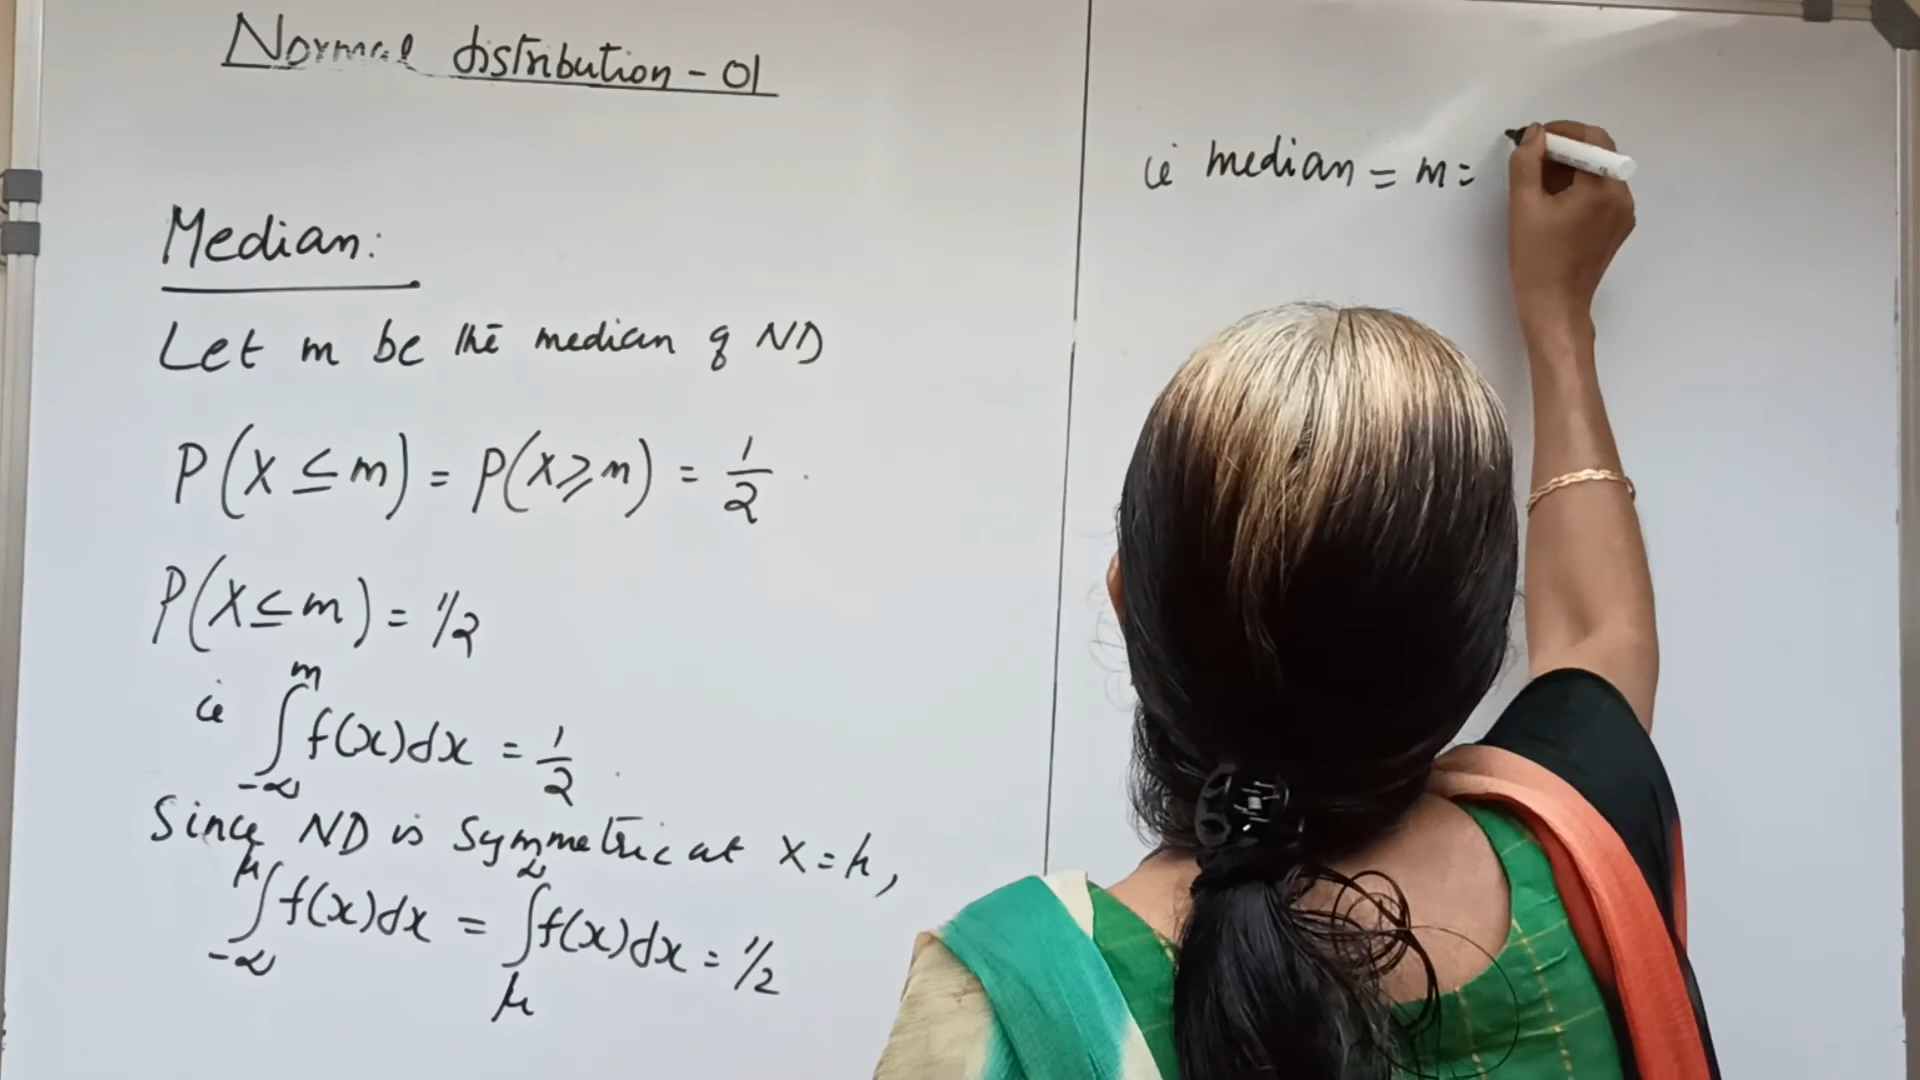 Normal distribution - 01
Median:
Let m be the median of ND
P(X ≤ m) = P(X ≥ m) = 1/2
P(X ≤ m) = 1/2
ie ∫_{-∞}^{m} f(x)dx = 1/2
Since ND is symmetric at X = μ,
∫_{-∞}^{μ} f(x)dx = ∫_{μ}^{∞} f(x)dx = 1/2
ie median = m =